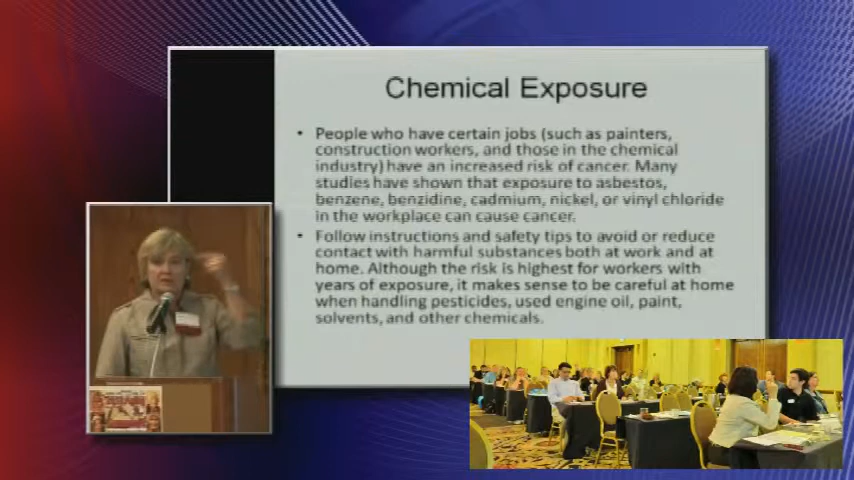 Chemical Exposure
• People who have certain jobs (such as painters,
construction workers, and those in the chemical
industry) have an increased risk of cancer. Many
studies have shown that exposure to asbestos,
benzene, benzidine, cadmium, nickel, or vinyl chloride
in the workplace can cause cancer.
• Follow instructions and safety tips to avoid or reduce
contact with harmful substances both at work and at
home. Although the risk is highest for workers with
years of exposure, it makes sense to be careful at home
when handling pesticides, used engine oil, paint,
solvents, and other chemicals.